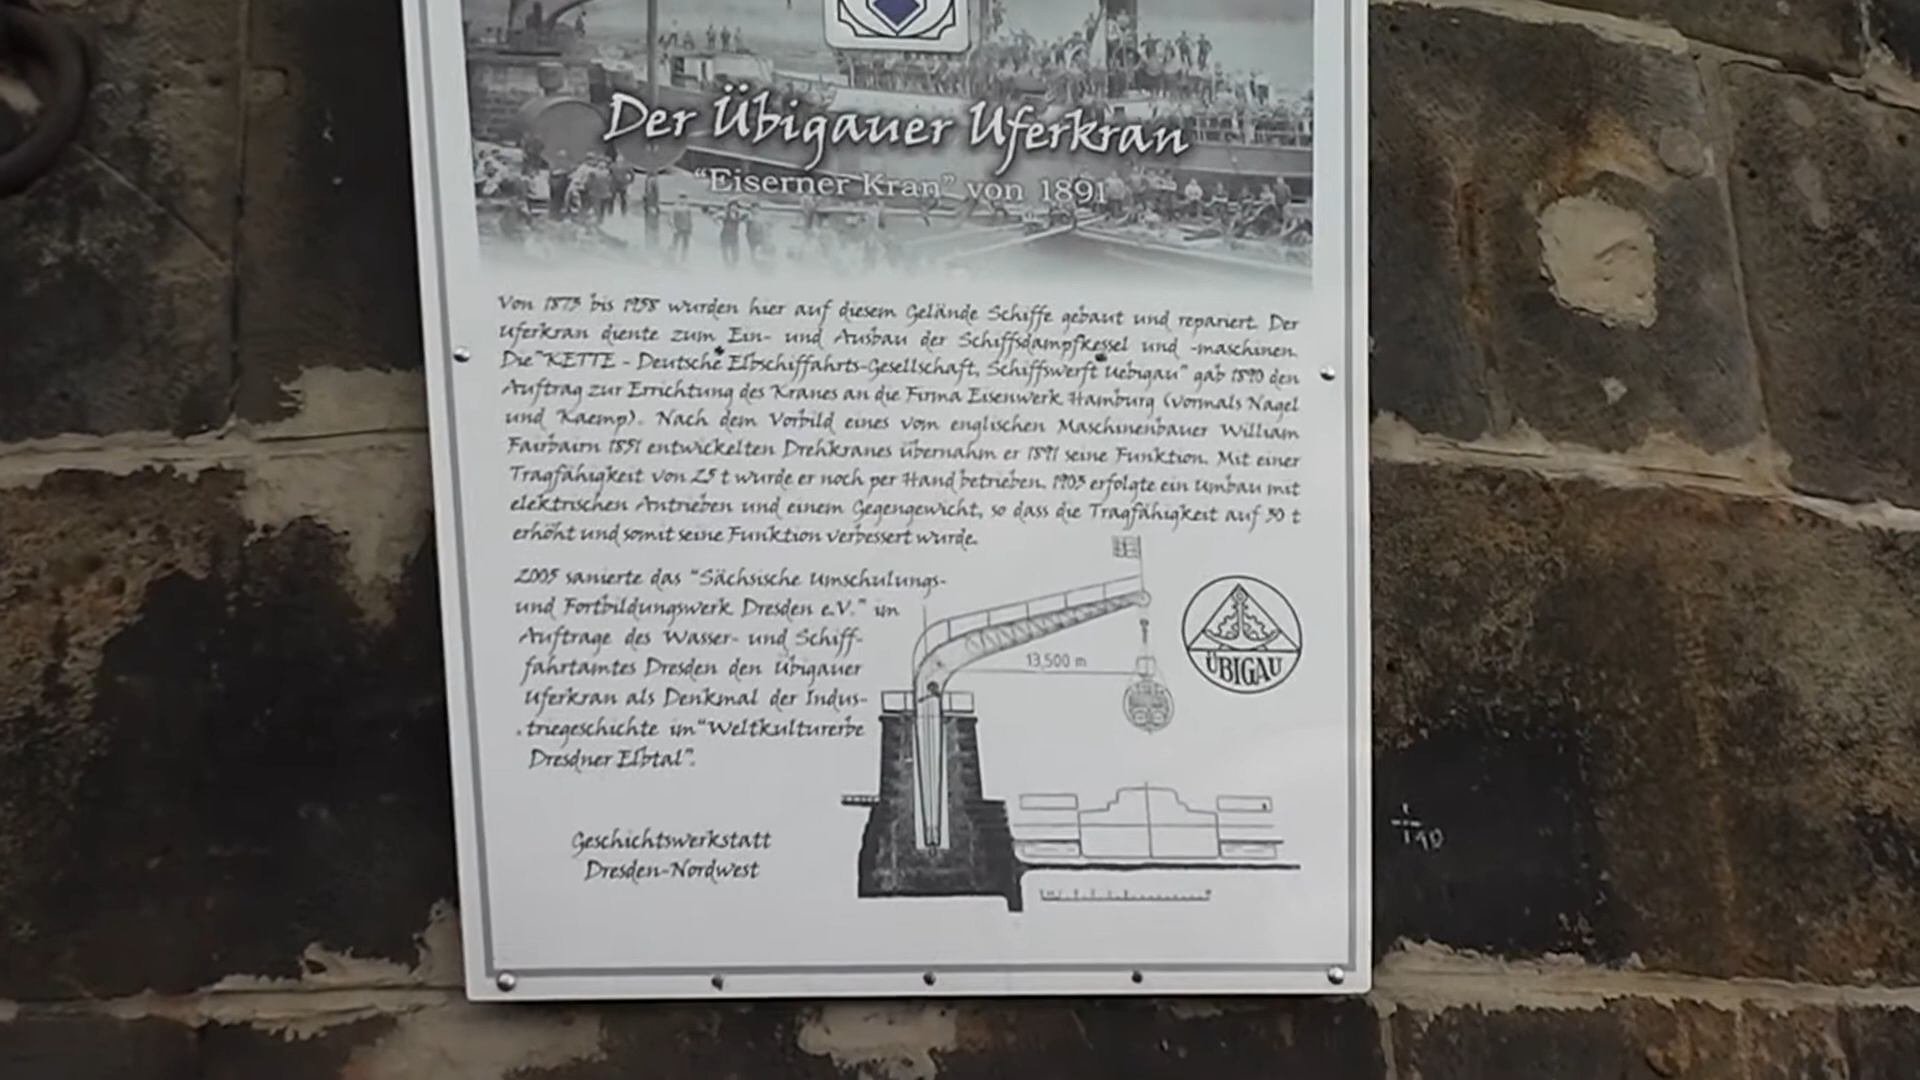 Der Übigauer Uferkran
"Eiserner Kran" von 1891
Von 1873 bis 1958 wurden hier auf diesem Gelände Schiffe gebaut und repariert. Der
Uferkran diente zum Ein- und Ausbau der Schiffsdampfkessel und -maschinen.
Die "KETTE - Deutsche Elbschiffahrts-Gesellschaft, Schiffswerft Uebigau" gab 1890 den
Auftrag zur Errichtung des Kranes an die Firma Eisenwerk Hamburg (vormals Nagel
und Kaemp). Nach dem Vorbild eines vom englischen Maschinenbauer William
Fairbairn 1851 entwickelten Drehkranes übernahm er 1891 seine Funktion. Mit einer
Tragfähigkeit von 25 t wurde er noch per Hand betrieben. 1903 erfolgte ein Umbau mit
elektrischen Antrieben und einem Gegengewicht, so dass die Tragfähigkeit auf 30 t
erhöht und somit seine Funktion verbessert wurde.
2005 sanierte das "Sächsische Umschulungs-
und Fortbildungswerk Dresden e.V." im
Auftrage des Wasser- und Schiff-
fahrtamtes Dresden den Übigauer
Uferkran als Denkmal der Indus-
triegeschichte im "Weltkulturerbe
Dresdner Elbtal".
13,500 m
ÜBIGAU
Geschichtswerkstatt
Dresden-Nordwest
140